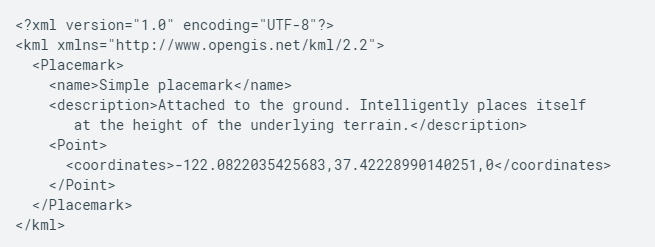 <?xml version="1.0" encoding="UTF-8"?>
<kml xmlns="http://www.opengis.net/kml/2.2">
  <Placemark>
    <name>Simple placemark</name>
    <description>Attached to the ground. Intelligently places itself
       at the height of the underlying terrain.</description>
    <Point>
      <coordinates>-122.0822035425683,37.42228990140251,0</coordinates>
    </Point>
  </Placemark>
</kml>